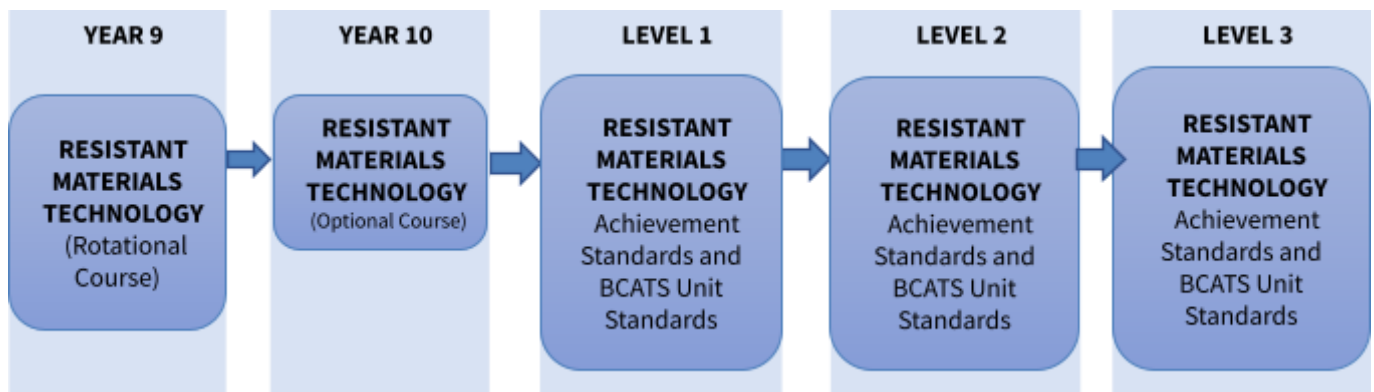 YEAR 9
YEAR 10
LEVEL 1
LEVEL 2
LEVEL 3
RESISTANT
MATERIALS
TECHNOLOGY
(Rotational
Course)
RESISTANT
MATERIALS
TECHNOLOGY
(Optional Course)
RESISTANT
MATERIALS
TECHNOLOGY
Achievement
Standards and
BCATS Unit
Standards
RESISTANT
MATERIALS
TECHNOLOGY
Achievement
Standards and
BCATS Unit
Standards
RESISTANT
MATERIALS
TECHNOLOGY
Achievement
Standards and
BCATS Unit
Standards